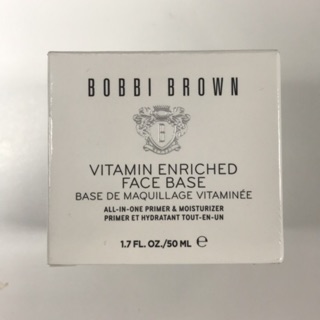 BOBBI BROWN
VITAMIN ENRICHED
FACE BASE
BASE DE MAQUILLAGE VITAMINÉE
ALL-IN-ONE PRIMER & MOISTURIZER
PRIMER ET HYDRATANT TOUT-EN-UN
1.7 FL. OZ./50 ML ℮